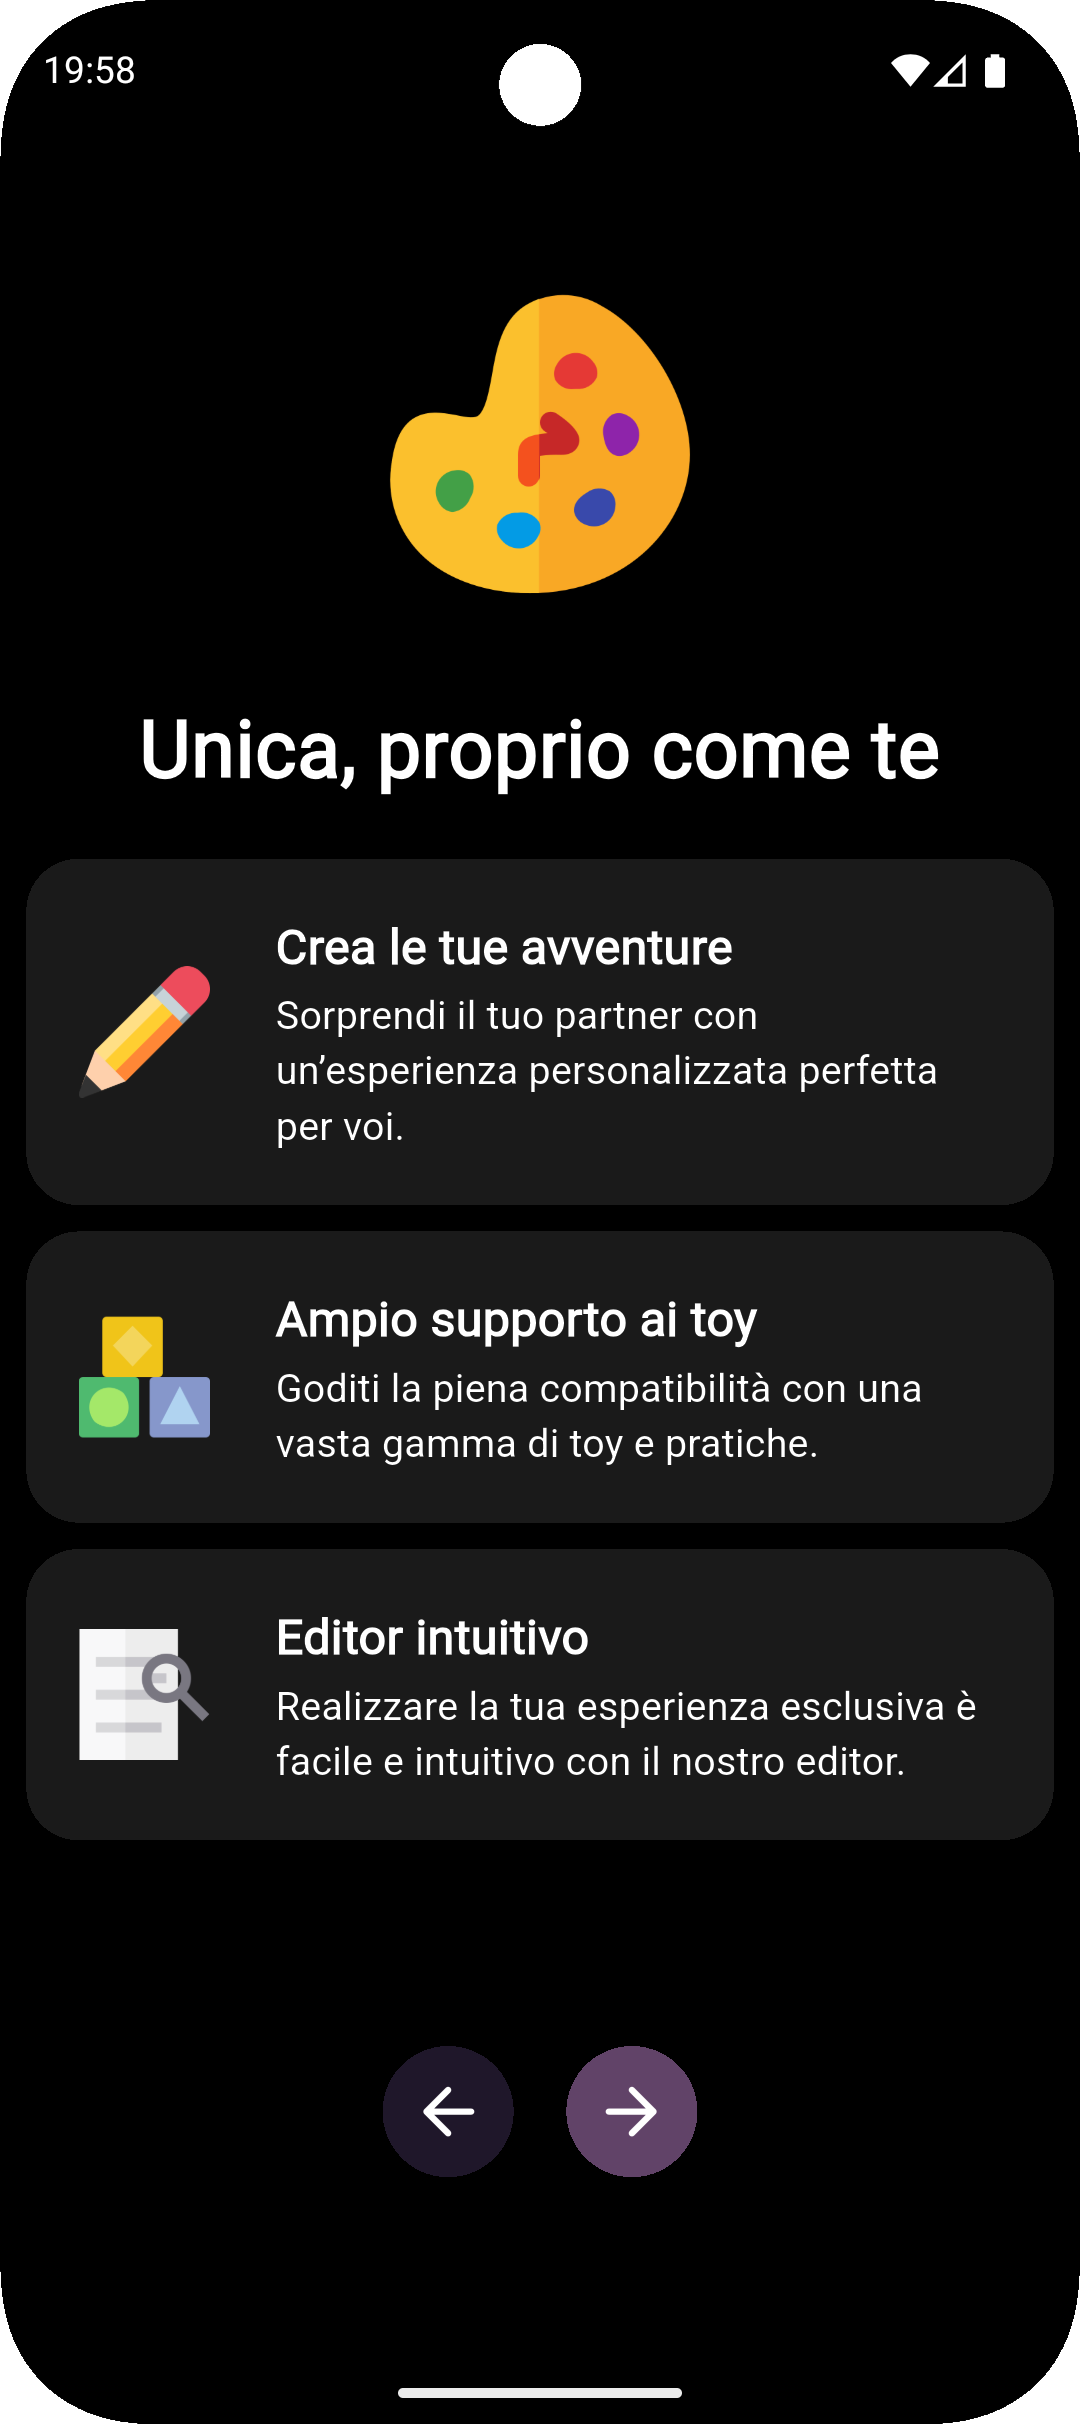 19:58
Unica, proprio come te
Crea le tue avventure
Sorprendi il tuo partner con
un’esperienza personalizzata perfetta
per voi.
Ampio supporto ai toy
Goditi la piena compatibilità con una
vasta gamma di toy e pratiche.
Editor intuitivo
Realizzare la tua esperienza esclusiva è
facile e intuitivo con il nostro editor.